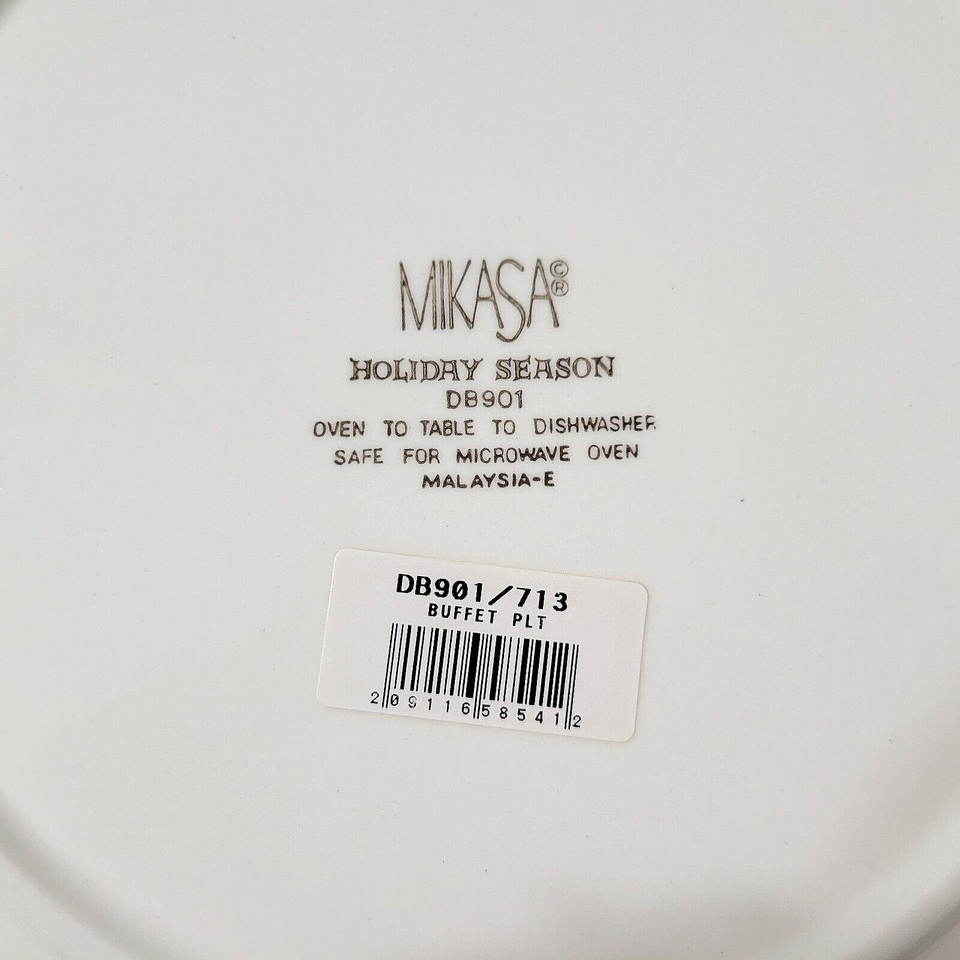 MIKASA©®
HOLIDAY SEASON
DB901
OVEN TO TABLE TO DISHWASHER
SAFE FOR MICROWAVE OVEN
MALAYSIA-E
DB901/713
BUFFET PLT
2 09116 58541 2